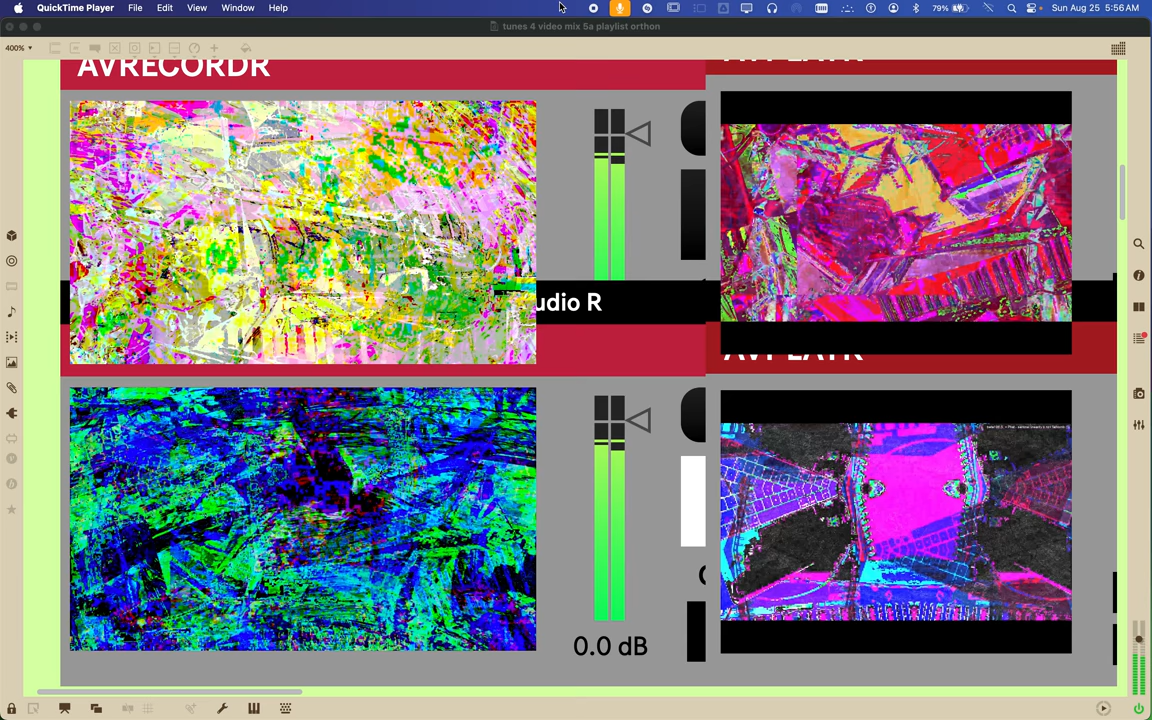 QuickTime Player File Edit View Window Help 79% Sun Aug 25 5:56 AM
tunes 4 video mix 5a playlist orthon
400%
AVRECORDR
udio R
AVPLAYR
0.0 dB